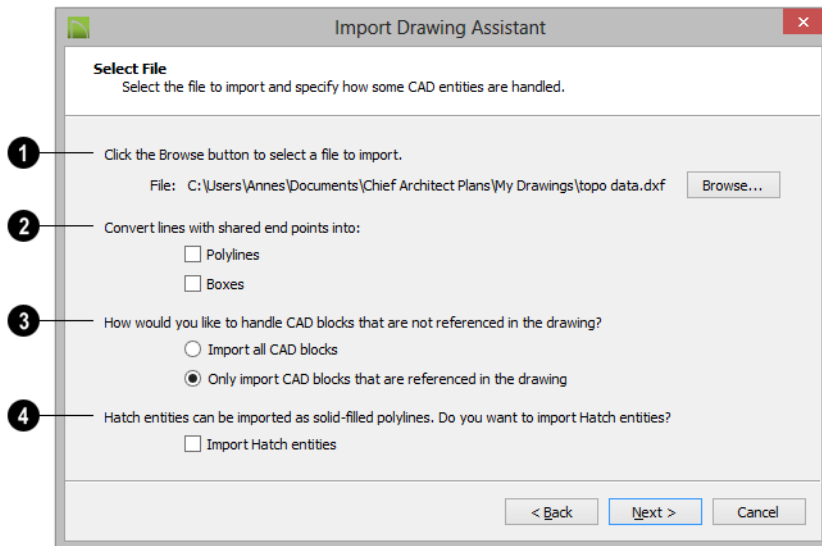 Import Drawing Assistant
×
Select File
Select the file to import and specify how some CAD entities are handled.
1 Click the Browse button to select a file to import.
File: C:\Users\Annes\Documents\Chief Architect Plans\My Drawings\topo data.dxf Browse...
2 Convert lines with shared end points into:
Polylines
Boxes
3 How would you like to handle CAD blocks that are not referenced in the drawing?
Import all CAD blocks
Only import CAD blocks that are referenced in the drawing
4 Hatch entities can be imported as solid-filled polylines. Do you want to import Hatch entities?
Import Hatch entities
< Back Next > Cancel